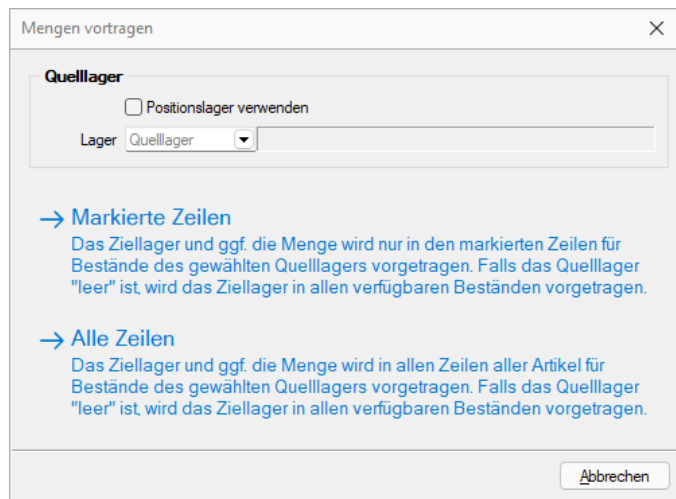 Mengen vortragen
Quelllager
Positionslager verwenden
Lager Quelllager
Markierte Zeilen
Das Ziellager und ggf. die Menge wird nur in den markierten Zeilen für
Bestände des gewählten Quelllagers vorgetragen. Falls das Quelllager
"leer" ist, wird das Ziellager in allen verfügbaren Beständen vorgetragen.
Alle Zeilen
Das Ziellager und ggf. die Menge wird in allen Zeilen aller Artikel für
Bestände des gewählten Quelllagers vorgetragen. Falls das Quelllager
"leer" ist, wird das Ziellager in allen verfügbaren Beständen vorgetragen.
Abbrechen